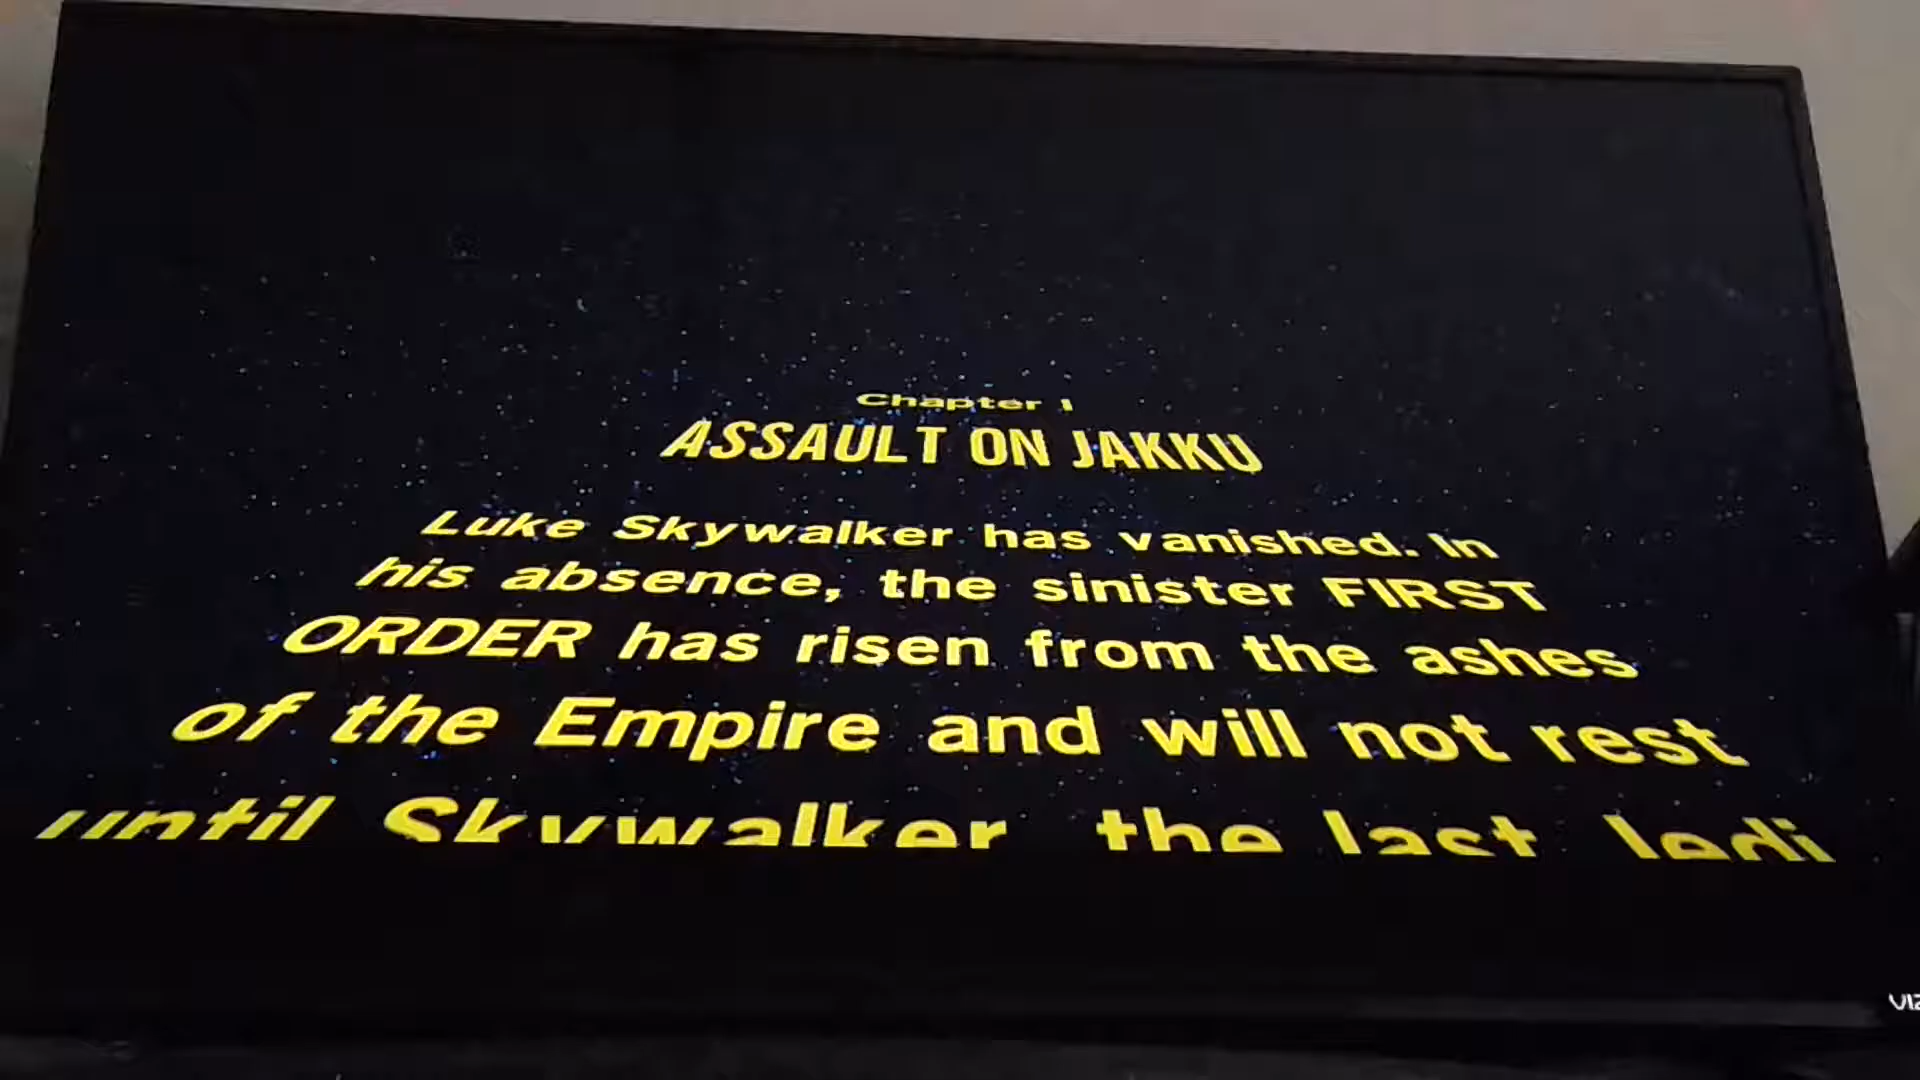 Chapter 1
ASSAULT ON JAKKU
Luke Skywalker has vanished. In
his absence, the sinister FIRST
ORDER has risen from the ashes
of the Empire and will not rest
until Skywalker, the last Jedi